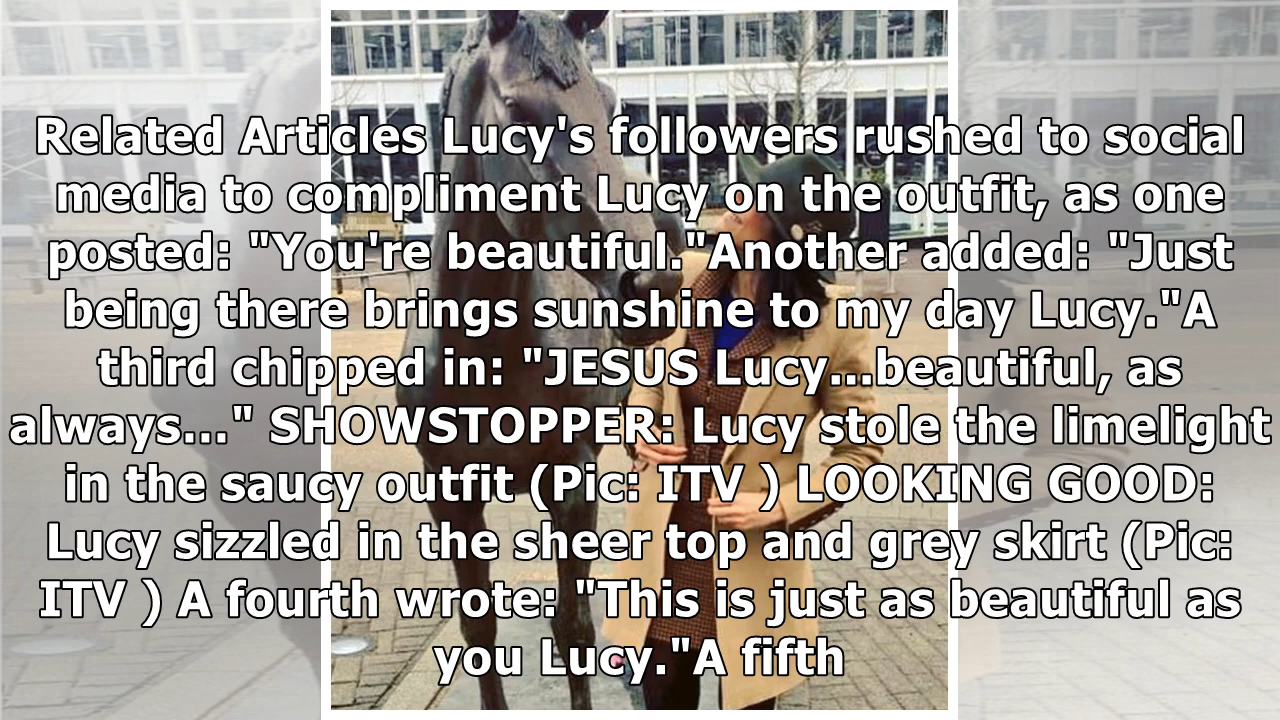 Related Articles Lucy's followers rushed to social
media to compliment Lucy on the outfit, as one
posted: "You're beautiful."Another added: "Just
being there brings sunshine to my day Lucy."A
third chipped in: "JESUS Lucy...beautiful, as
always..." SHOWSTOPPER: Lucy stole the limelight
in the saucy outfit (Pic: ITV ) LOOKING GOOD:
Lucy sizzled in the sheer top and grey skirt (Pic:
ITV ) A fourth wrote: "This is just as beautiful as
you Lucy."A fifth